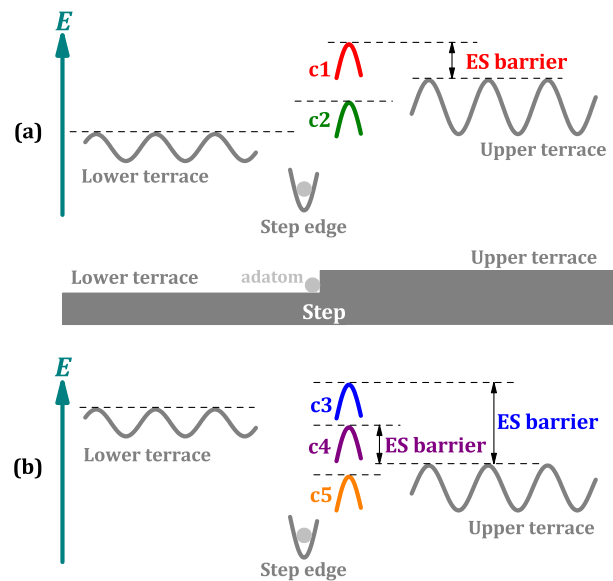 E
c1
ES barrier
c2
(a)
Lower terrace
Upper terrace
Step edge
Lower terrace
adatom
Upper terrace
Step
E
c3
ES barrier
c4
ES barrier
Lower terrace
(b)
c5
Upper terrace
Step edge